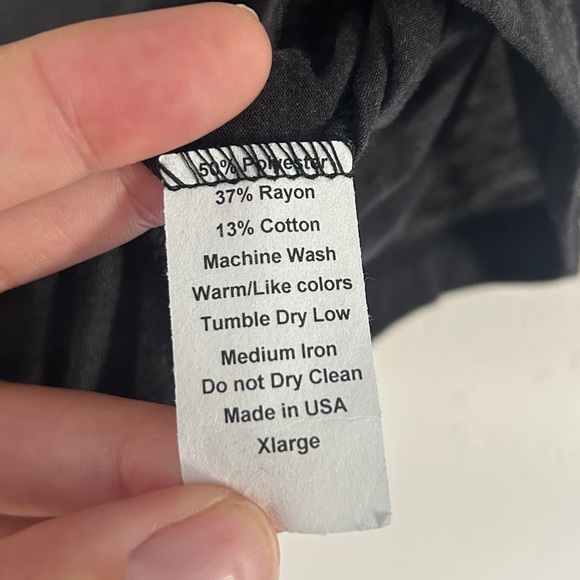 50% Polyester
37% Rayon
13% Cotton
Machine Wash
Warm/Like colors
Tumble Dry Low
Medium Iron
Do not Dry Clean
Made in USA
Xlarge